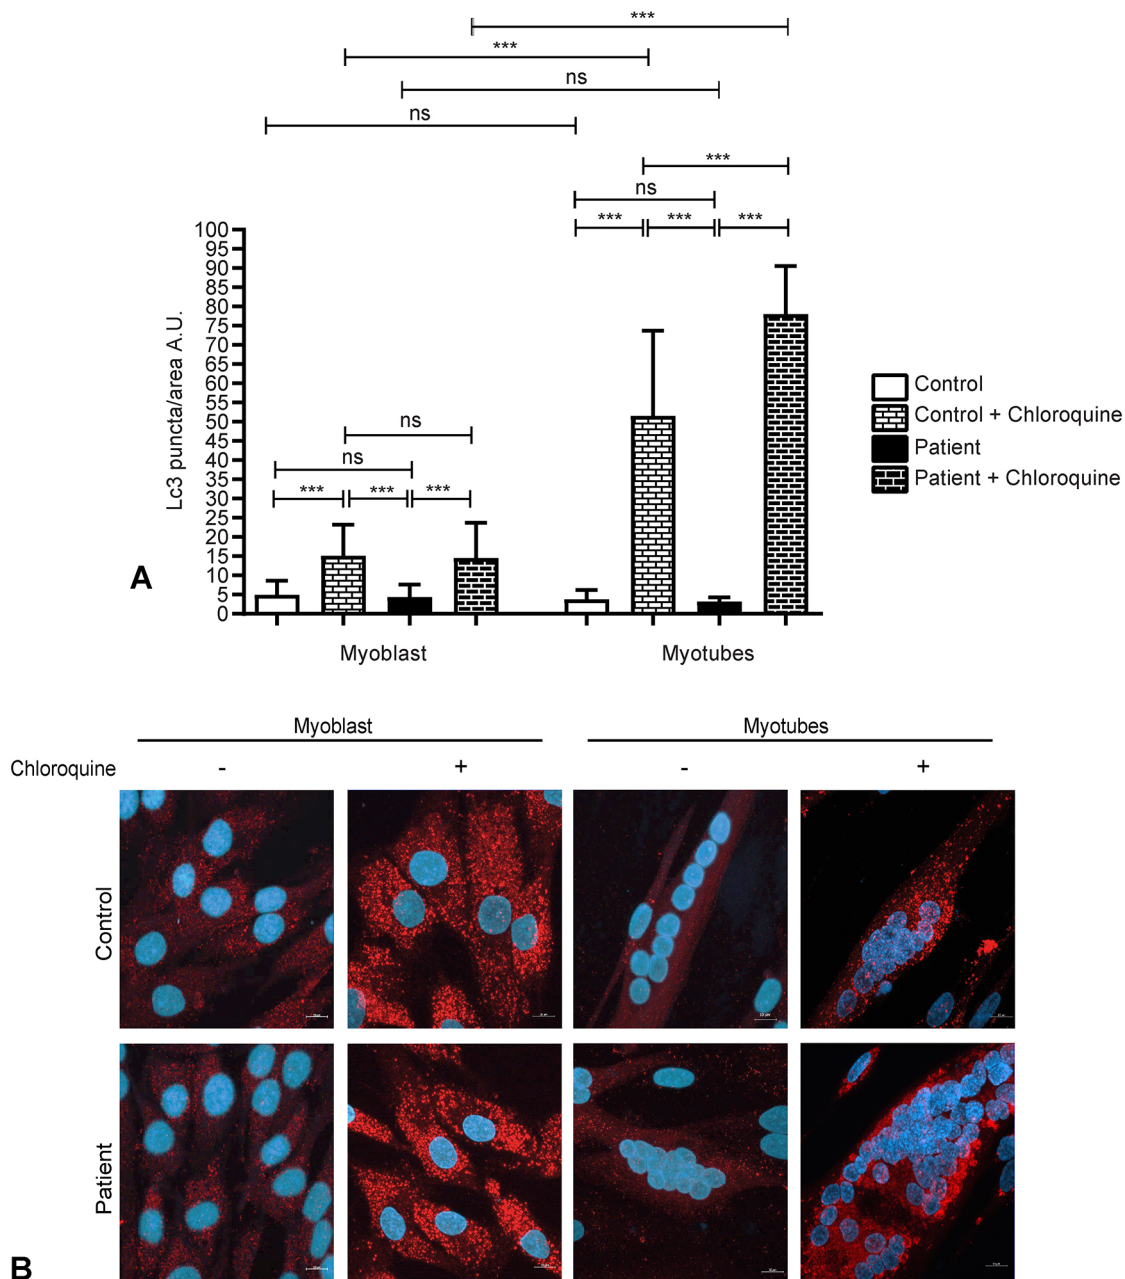 ***
***
ns
ns
***
ns
*** *** ***
100
95
90
85
80
75
70
65
60
55
50
45
40
35
30
25
20
15
10
5
0
Lc3 puncta/area A.U.
ns
ns
*** *** ***
Control
Control + Chloroquine
Patient
Patient + Chloroquine
A
Myoblast Myotubes
Myoblast Myotubes
Chloroquine - + - +
Control
Patient
B